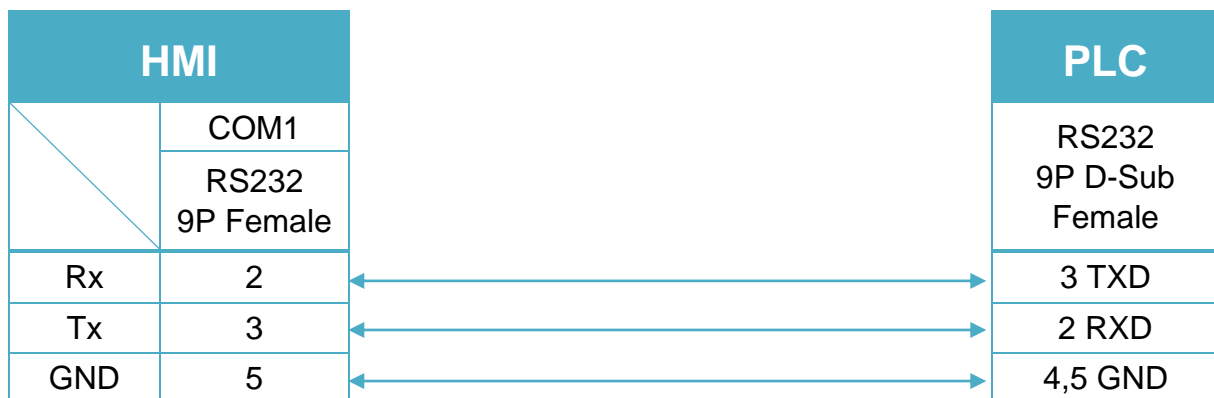 HMI
PLC
COM1
RS232
9P Female
RS232
9P D-Sub
Female
Rx 2 3 TXD
Tx 3 2 RXD
GND 5 4,5 GND